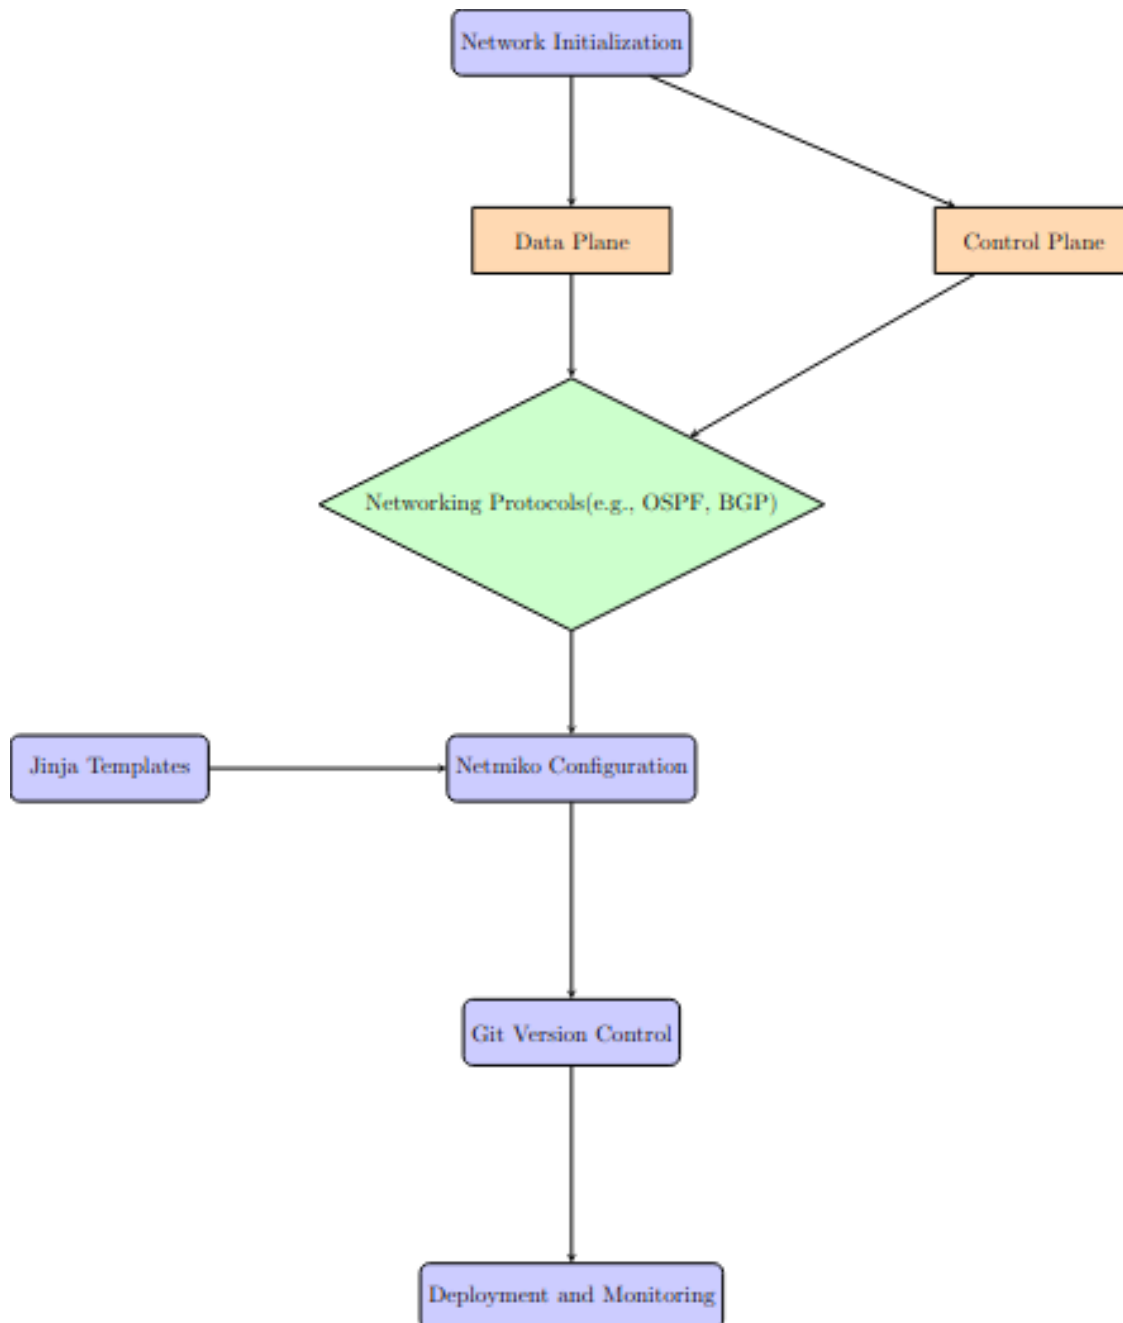 Network Initialization
Data Plane
Control Plane
Networking Protocols(e.g., OSPF, BGP)
Jinja Templates
Netmiko Configuration
Git Version Control
Deployment and Monitoring